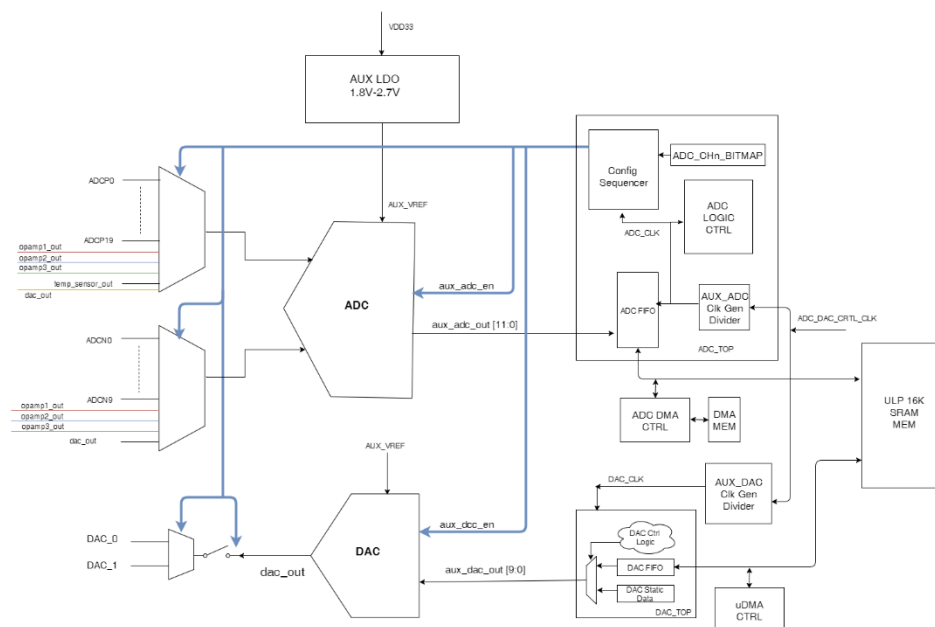 VDD33
AUX LDO
1.8V-2.7V
AUX_VREF
ADCP0
ADCP19
opamp1_out
opamp2_out
opamp3_out
temp_sensor_out
dac_out
ADCN0
ADCN9
opamp1_out
opamp2_out
opamp3_out
dac_out
ADC
aux_adc_en
aux_adc_out [11:0]
Config
Sequencer
ADC_CHn_BITMAP
ADC
LOGIC
CTRL
ADC_CLK
ADC FIFO
AUX_ADC
Clk Gen
Divider
ADC_TOP
ADC_DAC_CRTL_CLK
ADC DMA
CTRL
DMA
MEM
ULP 16K
SRAM
MEM
AUX_VREF
DAC_0
DAC_1
dac_out
DAC
aux_dcc_en
aux_dac_out [9:0]
DAC_CLK
AUX_DAC
Clk Gen
Divider
DAC Ctrl
Logic
DAC FIFO
DAC Static
Data
DAC_TOP
uDMA
CTRL